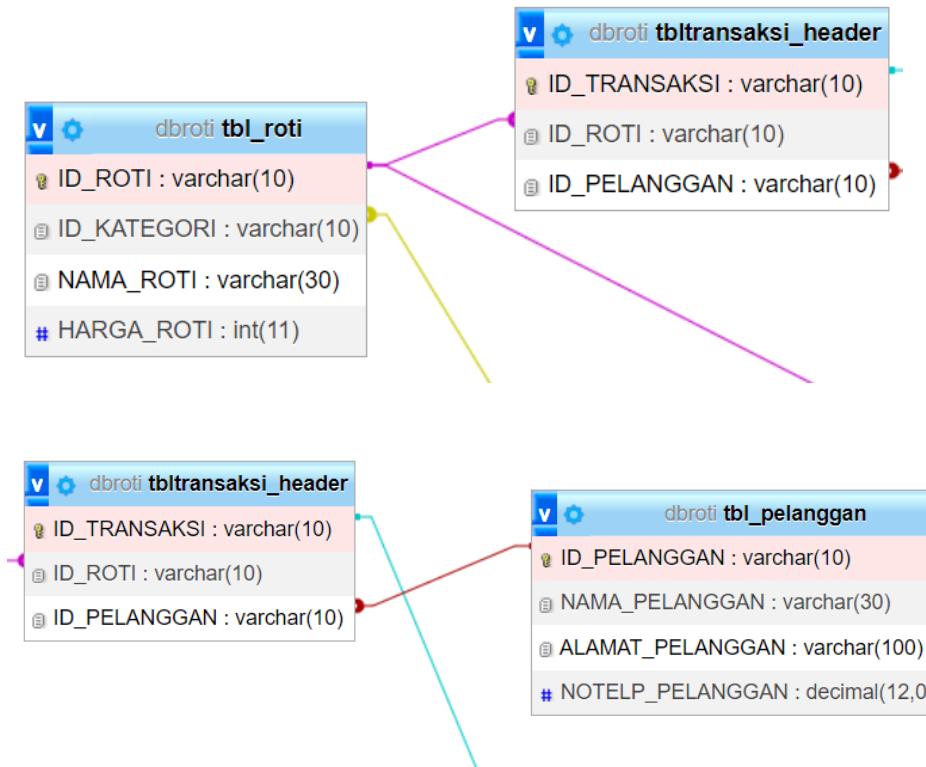 dbroti tbltransaksi_header
ID_TRANSAKSI : varchar(10)
ID_ROTI : varchar(10)
ID_PELANGGAN : varchar(10)
dbroti tbl_roti
ID_ROTI : varchar(10)
ID_KATEGORI : varchar(10)
NAMA_ROTI : varchar(30)
HARGA_ROTI : int(11)
dbroti tbltransaksi_header
ID_TRANSAKSI : varchar(10)
ID_ROTI : varchar(10)
ID_PELANGGAN : varchar(10)
dbroti tbl_pelanggan
ID_PELANGGAN : varchar(10)
NAMA_PELANGGAN : varchar(30)
ALAMAT_PELANGGAN : varchar(100)
NOTELP_PELANGGAN : decimal(12,0